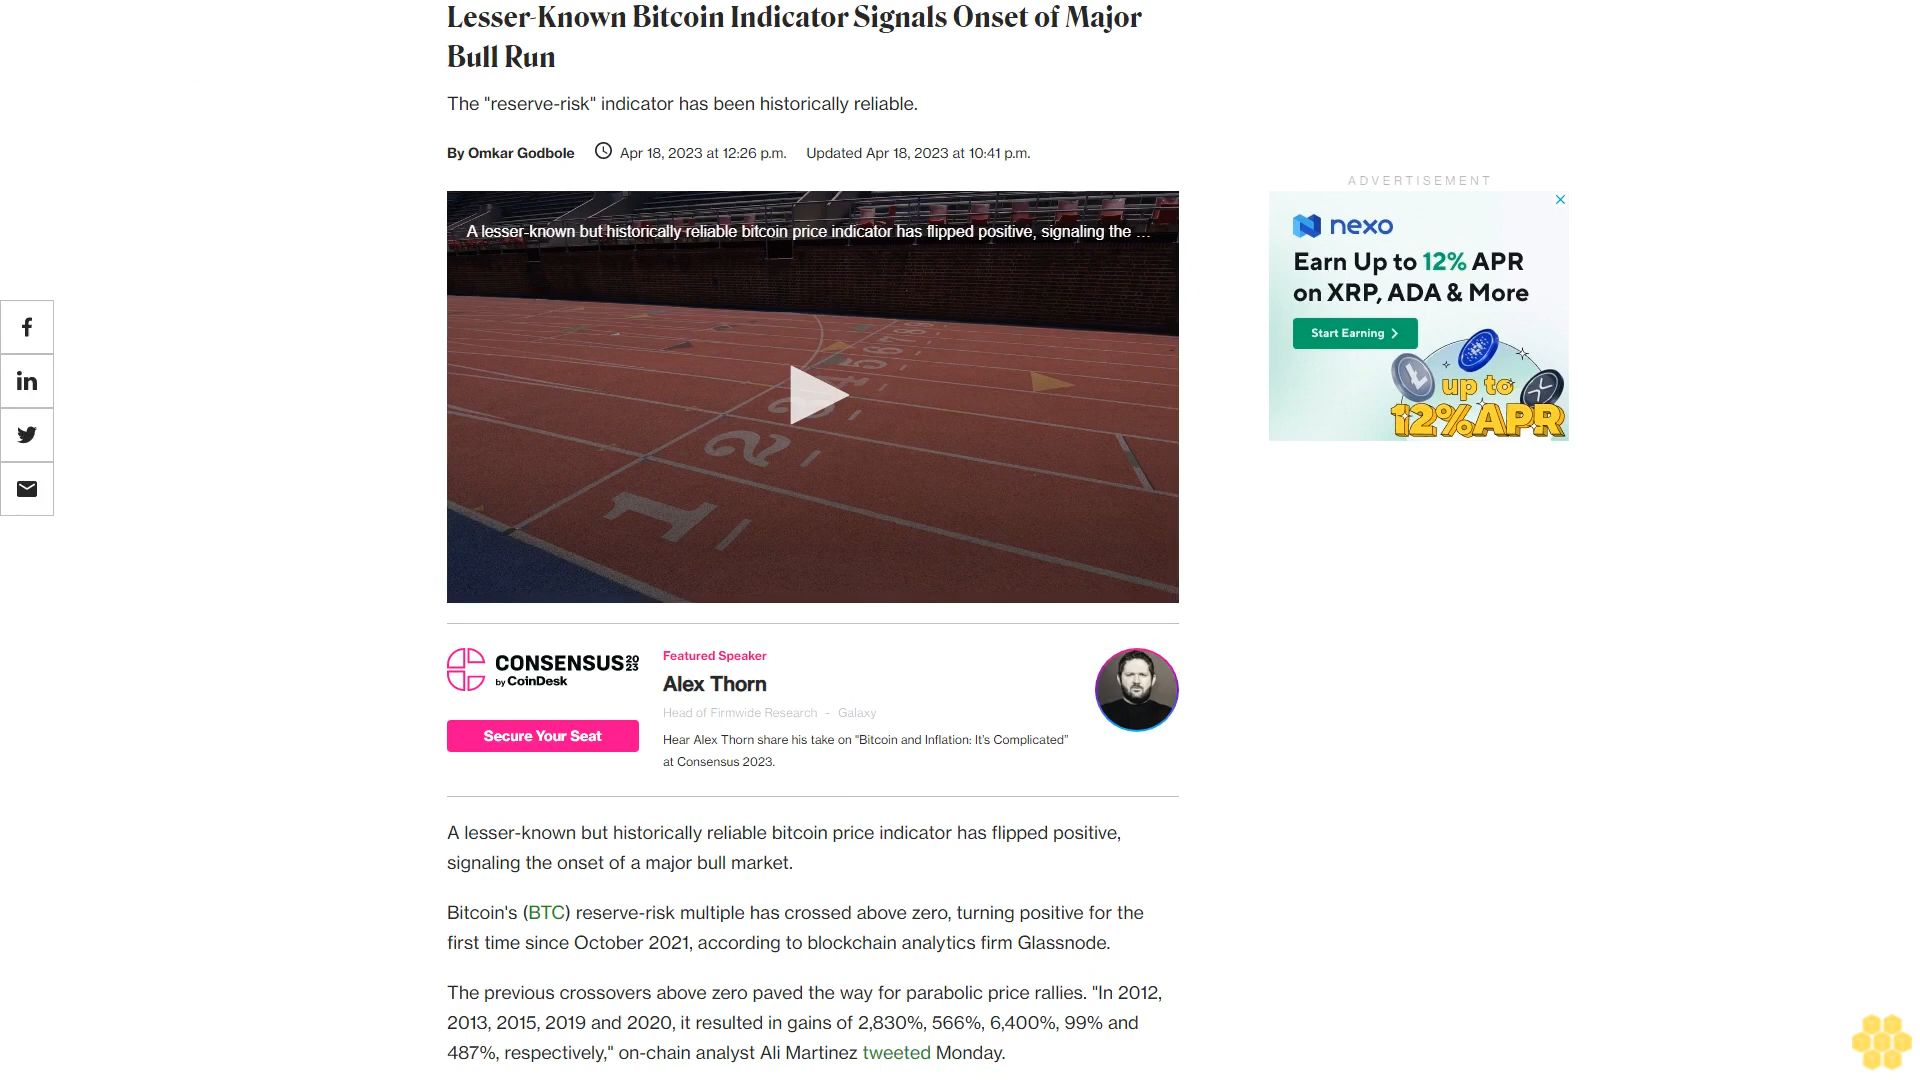 Lesser-Known Bitcoin Indicator Signals Onset of Major
Bull Run
The "reserve-risk" indicator has been historically reliable.
By Omkar Godbole Apr 18, 2023 at 12:26 p.m. Updated Apr 18, 2023 at 10:41 p.m.
A lesser-known but historically reliable bitcoin price indicator has flipped positive, signaling the ...
1
2
ADVERTISEMENT
nexo
Earn Up to 12% APR
on XRP, ADA & More
Start Earning
up to
12% APR
CONSENSUS 2023
by CoinDesk
Secure Your Seat
Featured Speaker
Alex Thorn
Head of Firmwide Research - Galaxy
Hear Alex Thorn share his take on "Bitcoin and Inflation: It's Complicated"
at Consensus 2023.
A lesser-known but historically reliable bitcoin price indicator has flipped positive,
signaling the onset of a major bull market.
Bitcoin's (BTC) reserve-risk multiple has crossed above zero, turning positive for the
first time since October 2021, according to blockchain analytics firm Glassnode.
The previous crossovers above zero paved the way for parabolic price rallies. "In 2012,
2013, 2015, 2019 and 2020, it resulted in gains of 2,830%, 566%, 6,400%, 99% and
487%, respectively," on-chain analyst Ali Martinez tweeted Monday.